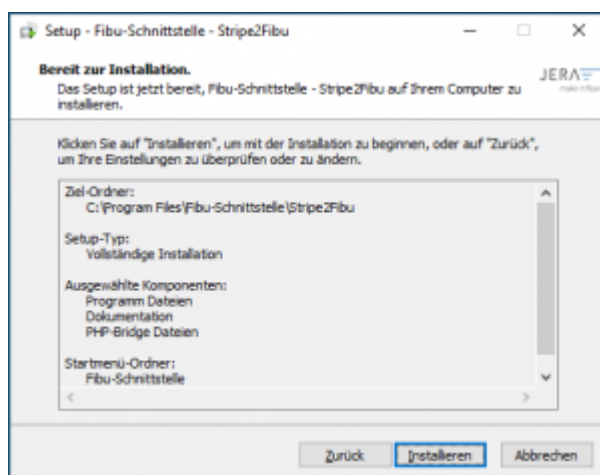 Setup - Fibu-Schnittstelle - Stripe2Fibu
Bereit zur Installation.
Das Setup ist jetzt bereit, Fibu-Schnittstelle - Stripe2Fibu auf Ihrem Computer zu
installieren.
JERA
make it flow
Klicken Sie auf "Installieren", um mit der Installation zu beginnen, oder auf "Zurück",
um Ihre Einstellungen zu überprüfen oder zu ändern.
Ziel-Ordner:
C:\Program Files\Fibu-Schnittstelle\Stripe2Fibu
Setup-Typ:
Vollständige Installation
Ausgewählte Komponenten:
Programm Dateien
Dokumentation
PHP-Bridge Dateien
Startmenü-Ordner:
Fibu-Schnittstelle
Zurück
Installieren
Abbrechen